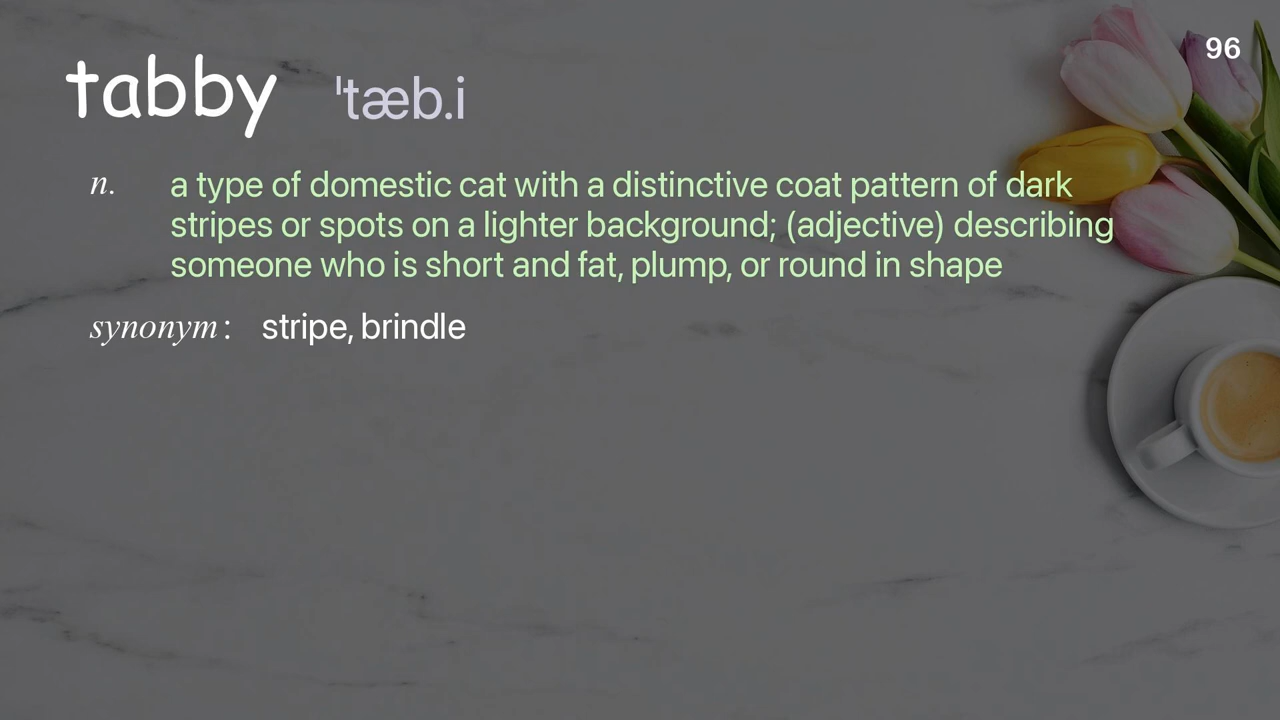 96
tabby ˈtæb.i
n. a type of domestic cat with a distinctive coat pattern of dark
stripes or spots on a lighter background; (adjective) describing
someone who is short and fat, plump, or round in shape
synonym: stripe, brindle